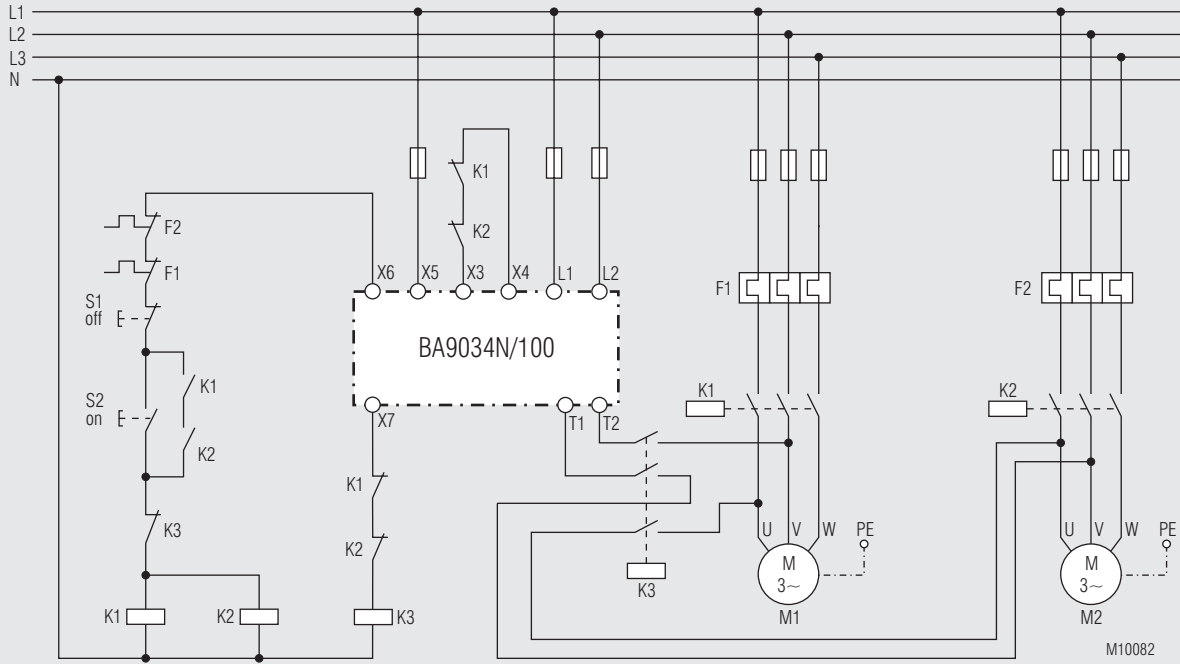 L1
L2
L3
N
K1
K2
F2
F1
S1
off
S2
on
K1
K2
K3
K1
K2
X6
X5
X3
X4
L1
L2
BA9034N/100
X7
T1
T2
K1
K2
K3
K3
F1
K1
U
V
W
PE
M
3~
M1
F2
K2
U
V
W
PE
M
3~
M2
M10082